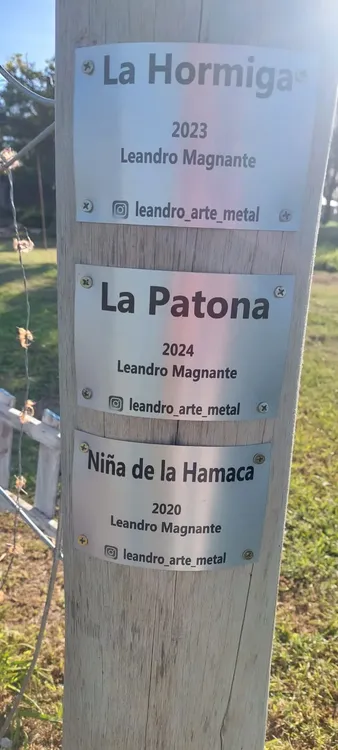 La Hormiga
2023
Leandro Magnante
leandro_arte_metal
La Patona
2024
Leandro Magnante
leandro_arte_metal
Niña de la Hamaca
2020
Leandro Magnante
leandro_arte_metal